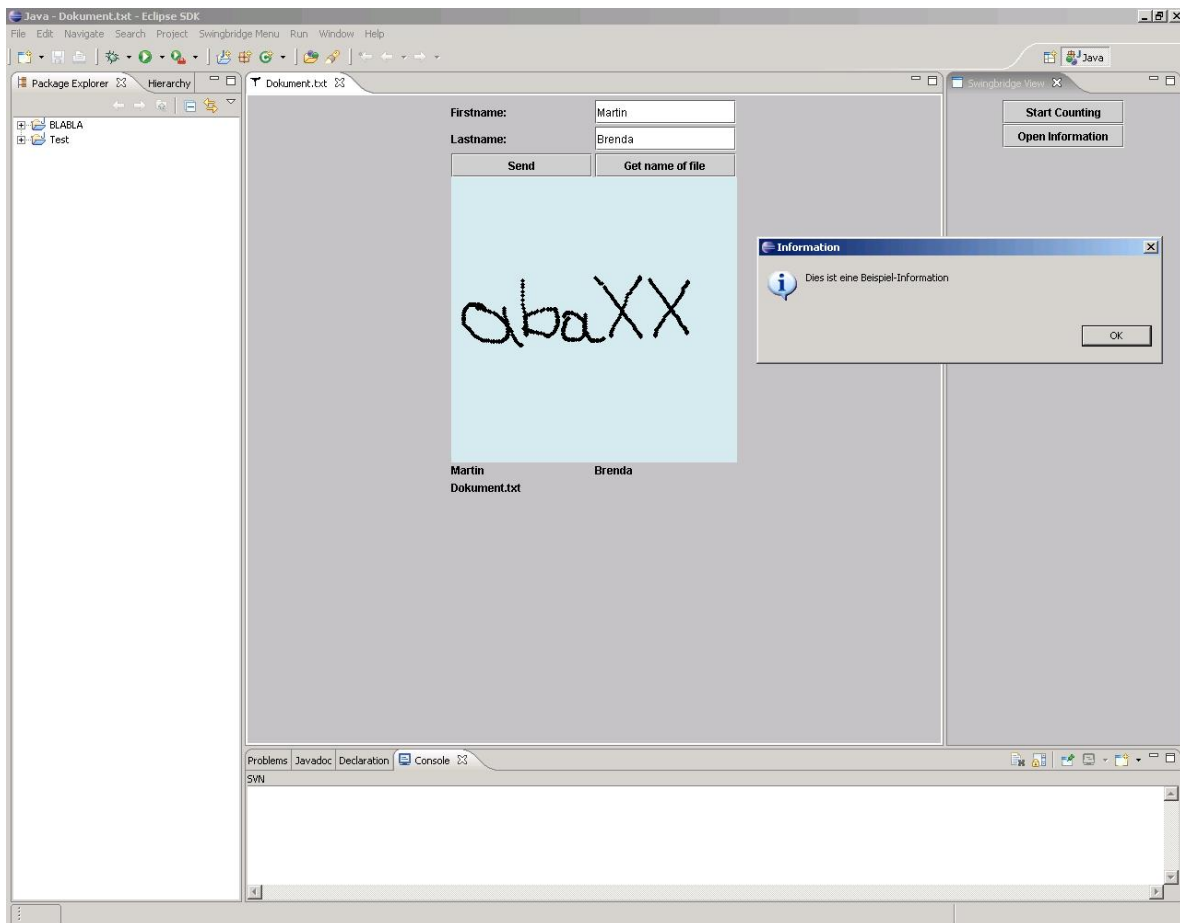 Java - Dokument.txt - Eclipse SDK
File Edit Navigate Search Project Swingbridge Menu Run Window Help
Java
Package Explorer Hierarchy
BLABLA
Test
Dokument.txt
Firstname: Martin
Lastname: Brenda
Send Get name of file
abaXX
Martin Brenda
Dokument.txt
Swingbridge View
Start Counting
Open Information
Information
Dies ist eine Beispiel-Information
OK
Problems Javadoc Declaration Console
SVN